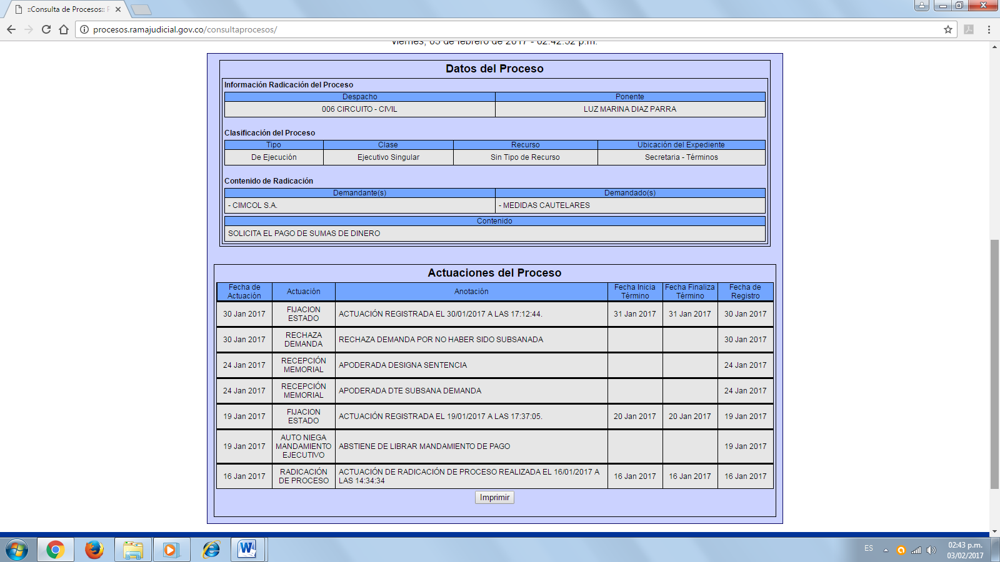 ::Consulta de Procesos::
procesos.ramajudicial.gov.co/consultaprocesos/
Datos del Proceso
Información Radicación del Proceso
Despacho Ponente
006 CIRCUITO - CIVIL LUZ MARINA DIAZ PARRA
Clasificación del Proceso
Tipo Clase Recurso Ubicación del Expediente
De Ejecución Ejecutivo Singular Sin Tipo de Recurso Secretaria - Términos
Contenido de Radicación
Demandante(s) Demandado(s)
- CIMCOL S.A. - MEDIDAS CAUTELARES
Contenido
SOLICITA EL PAGO DE SUMAS DE DINERO
Actuaciones del Proceso
Fecha de Actuación Actuación Anotación Fecha Inicia Término Fecha Finaliza Término Fecha de Registro
30 Jan 2017 FIJACION ESTADO ACTUACIÓN REGISTRADA EL 30/01/2017 A LAS 17:12:44. 31 Jan 2017 31 Jan 2017 30 Jan 2017
30 Jan 2017 RECHAZA DEMANDA RECHAZA DEMANDA POR NO HABER SIDO SUBSANADA 30 Jan 2017
24 Jan 2017 RECEPCIÓN MEMORIAL APODERADA DESIGNA SENTENCIA 24 Jan 2017
24 Jan 2017 RECEPCIÓN MEMORIAL APODERADA DTE SUBSANA DEMANDA 24 Jan 2017
19 Jan 2017 FIJACION ESTADO ACTUACIÓN REGISTRADA EL 19/01/2017 A LAS 17:37:05. 20 Jan 2017 20 Jan 2017 19 Jan 2017
19 Jan 2017 AUTO NIEGA MANDAMIENTO EJECUTIVO ABSTIENE DE LIBRAR MANDAMIENTO DE PAGO 19 Jan 2017
16 Jan 2017 RADICACIÓN DE PROCESO ACTUACIÓN DE RADICACIÓN DE PROCESO REALIZADA EL 16/01/2017 A LAS 14:34:34 16 Jan 2017 16 Jan 2017 16 Jan 2017
Imprimir
ES
02:43 p.m.
03/02/2017